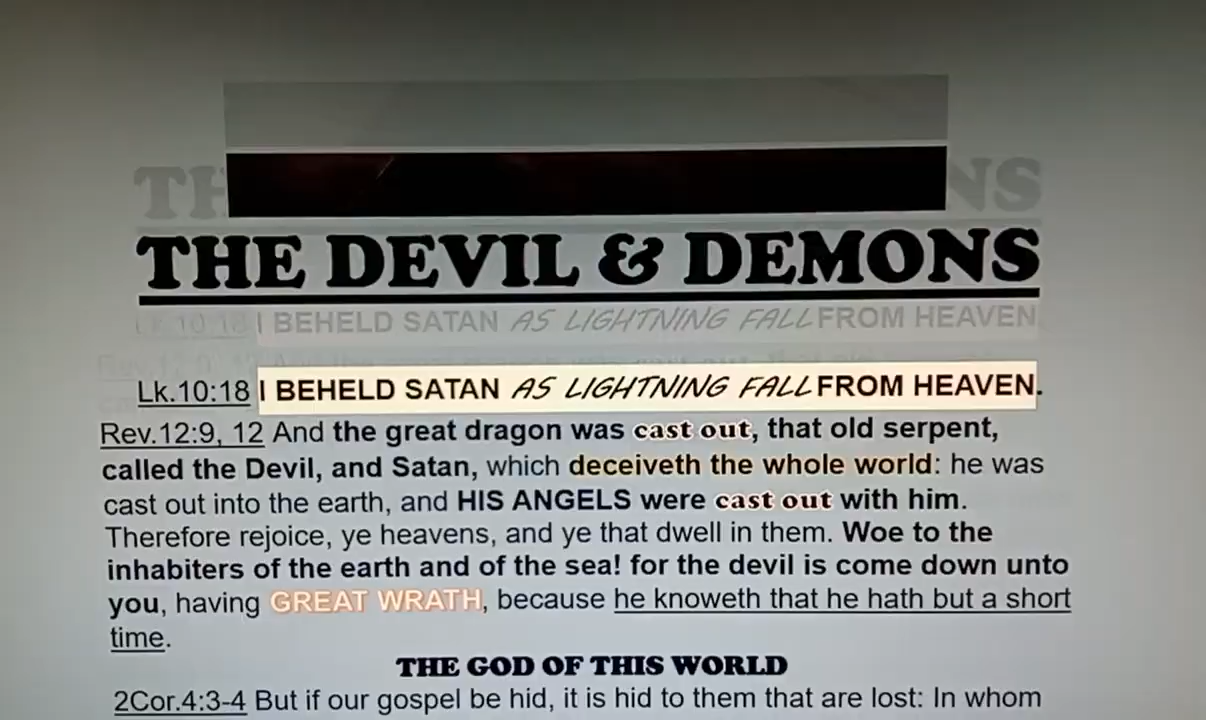 THE DEVIL & DEMONS
Lk.10:18 I BEHELD SATAN AS LIGHTNING FALL FROM HEAVEN
Lk.10:18 I BEHELD SATAN AS LIGHTNING FALL FROM HEAVEN.
Rev.12:9, 12 And the great dragon was cast out, that old serpent,
called the Devil, and Satan, which deceiveth the whole world: he was
cast out into the earth, and HIS ANGELS were cast out with him.
Therefore rejoice, ye heavens, and ye that dwell in them. Woe to the
inhabiters of the earth and of the sea! for the devil is come down unto
you, having GREAT WRATH, because he knoweth that he hath but a short
time.
THE GOD OF THIS WORLD
2Cor.4:3-4 But if our gospel be hid, it is hid to them that are lost: In whom